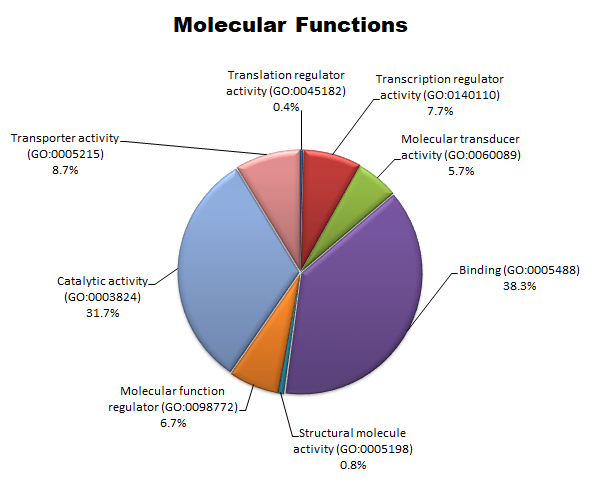 Molecular Functions
Translation regulator
activity (GO:0045182)
0.4%
Transcription regulator
activity (GO:0140110)
7.7%
Molecular transducer
activity (GO:0060089)
5.7%
Binding (GO:0005488)
38.3%
Structural molecule
activity (GO:0005198)
0.8%
Molecular function
regulator (GO:0098772)
6.7%
Catalytic activity
(GO:0003824)
31.7%
Transporter activity
(GO:0005215)
8.7%